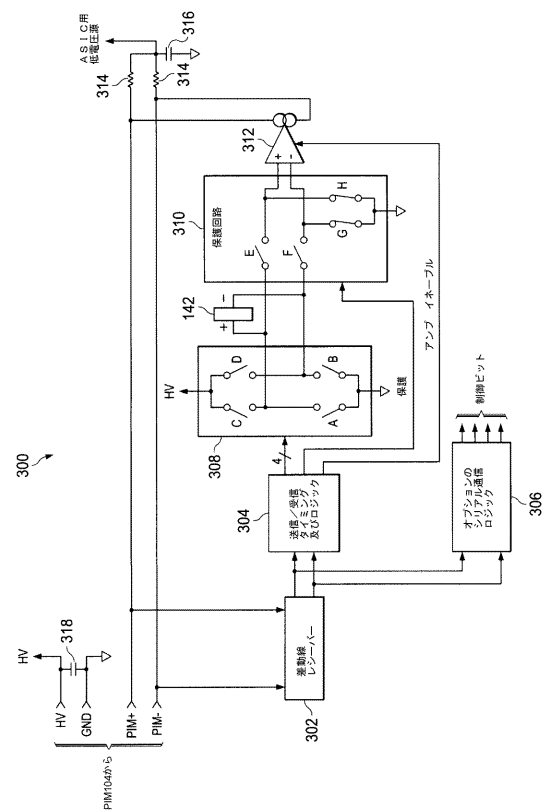 300
HV
318
HV
GND
PIM+
PIM-
PIM104から
ASIC用
低電圧源
314
314
316
312
310
保護回路
E
F
G
H
+
-
142
+ -
HV
C
D
A
B
308
保護
アンプ イネーブル
4
304
送信/受信
タイミング
及びロジック
302
差動線
レシーバー
オプションの
シリアル通信
ロジック
306
制御ビット